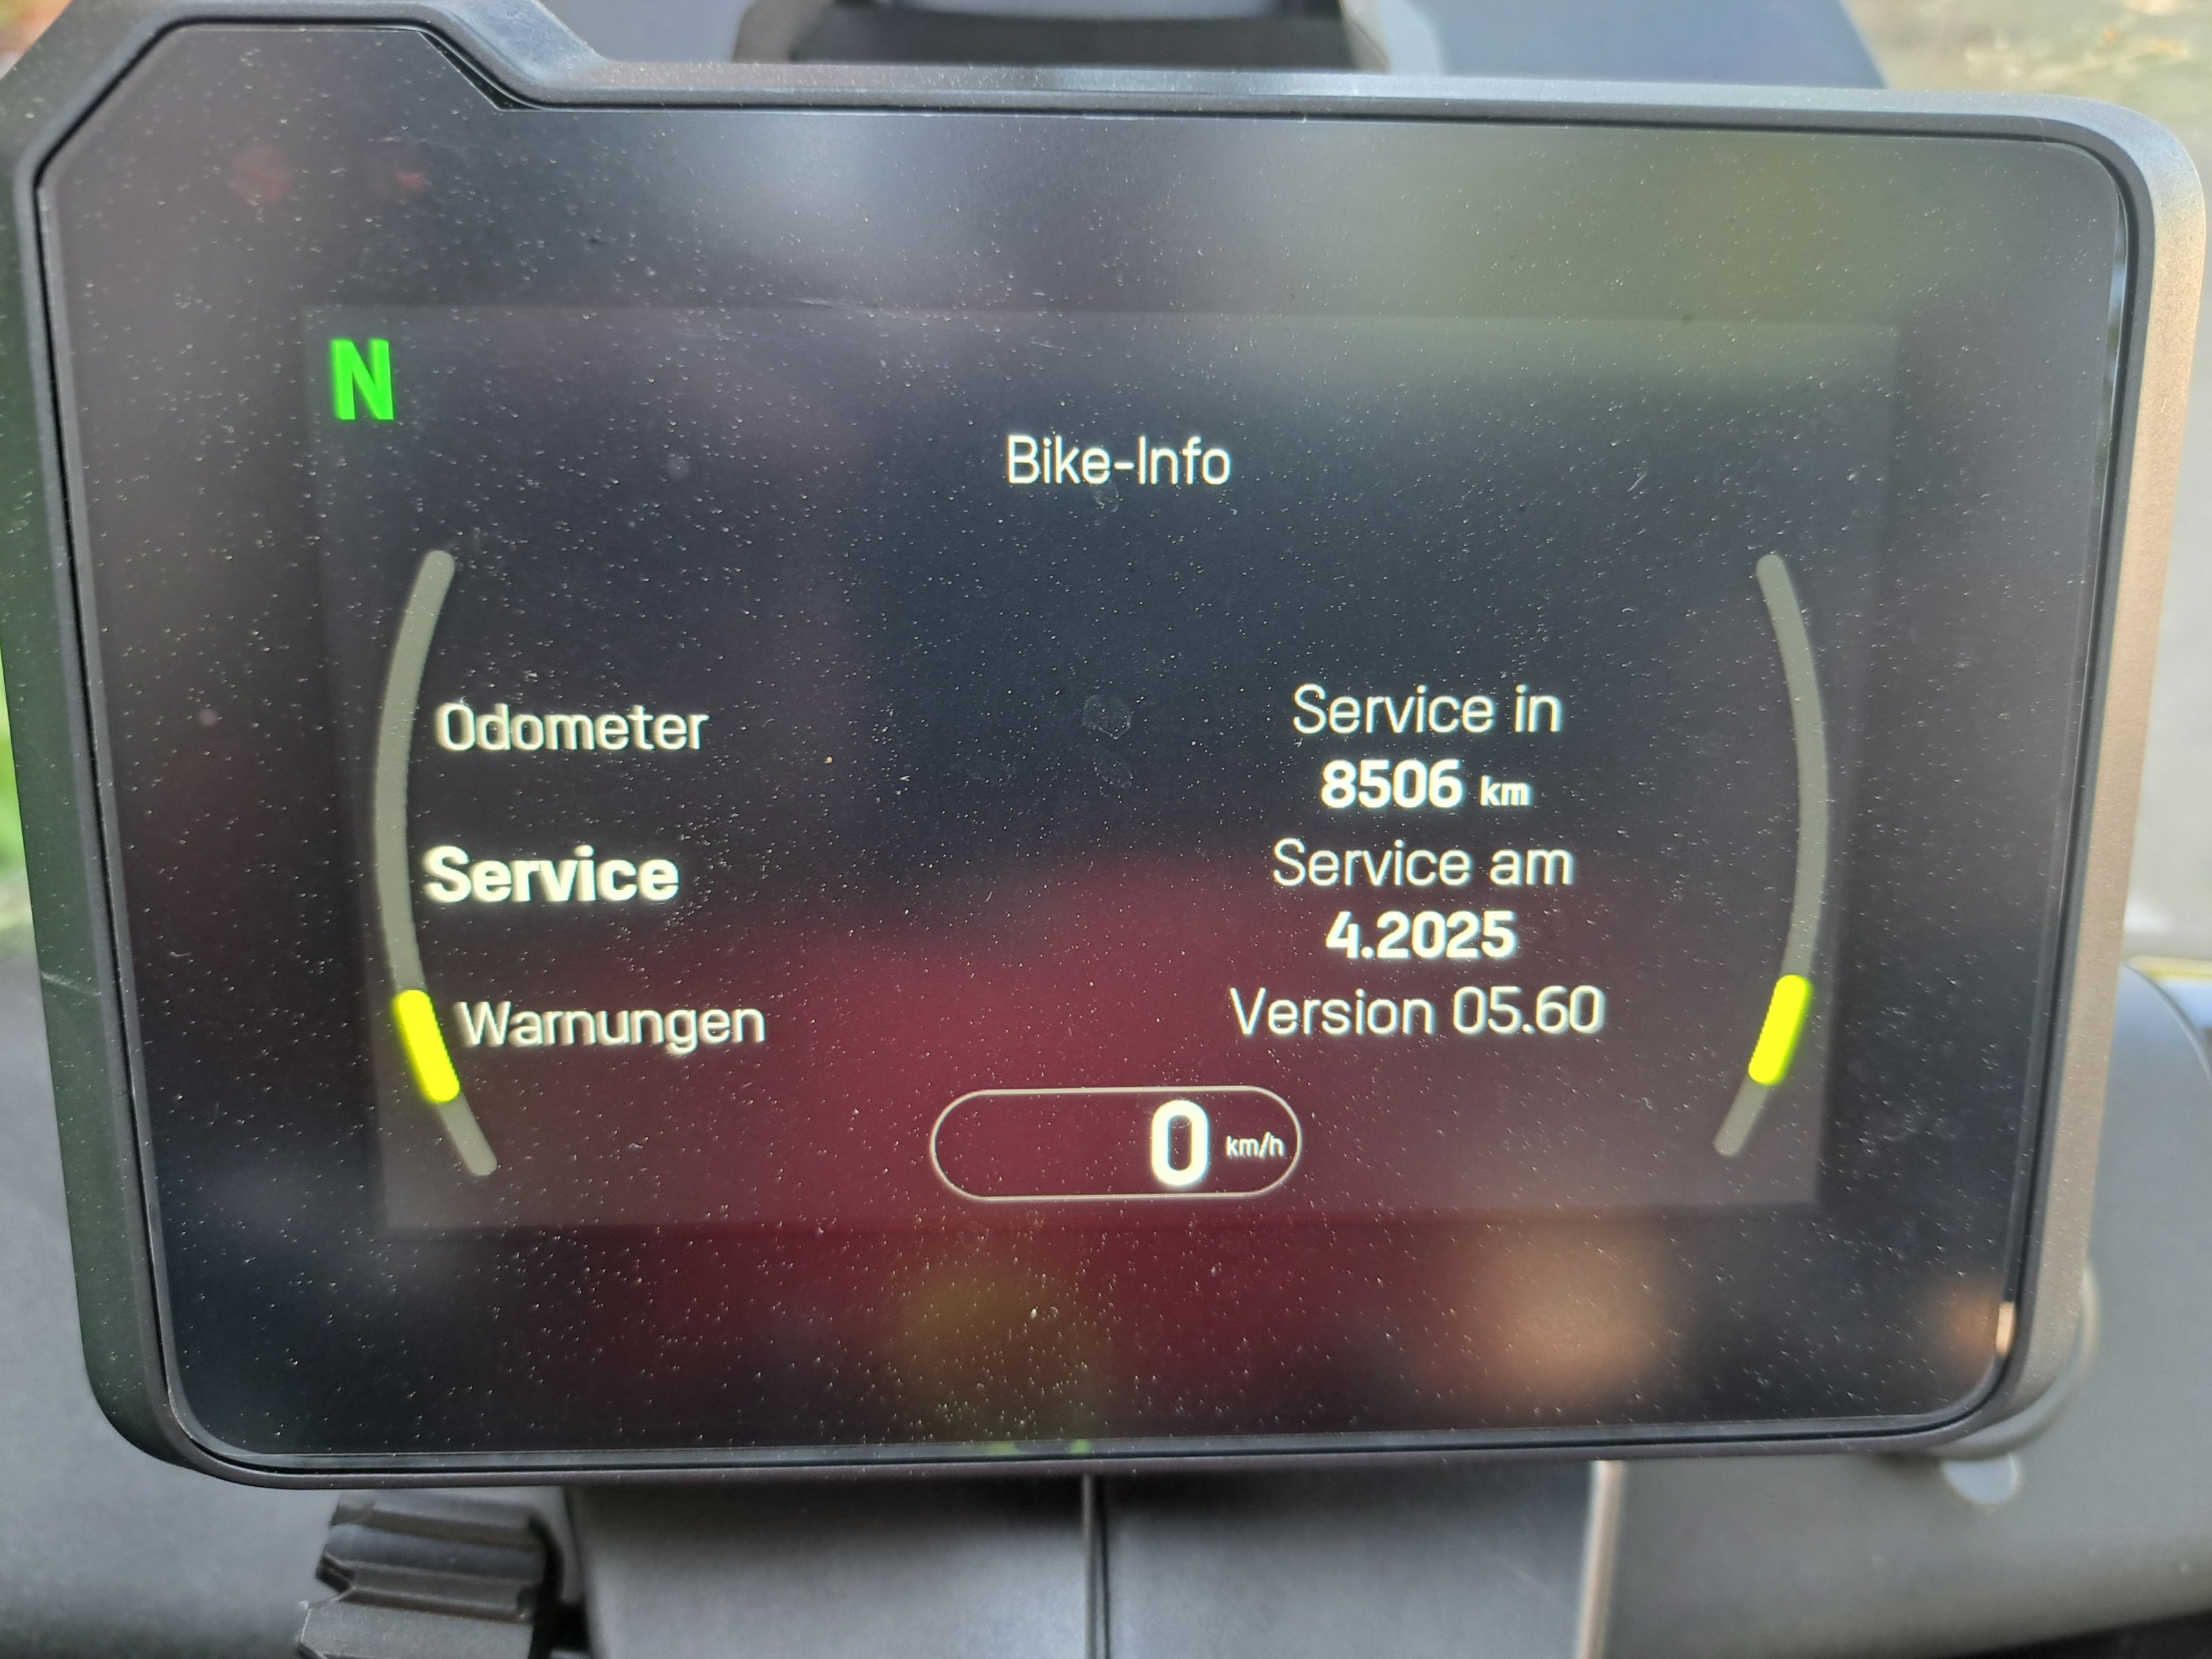 N
Bike-Info
Odometer
Service
Warnungen
Service in
8506 km
Service am
4.2025
Version 05.60
0 km/h